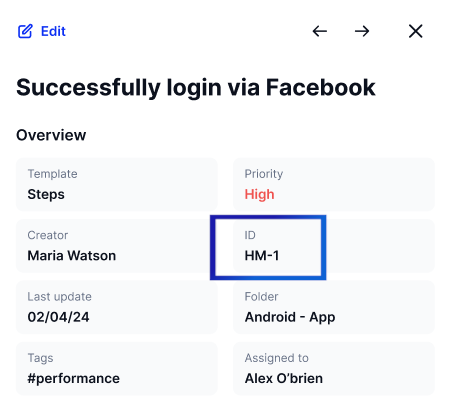 Edit
Successfully login via Facebook
Overview
Template
Steps
Priority
High
Creator
Maria Watson
ID
HM-1
Last update
02/04/24
Folder
Android - App
Tags
#performance
Assigned to
Alex O’brien